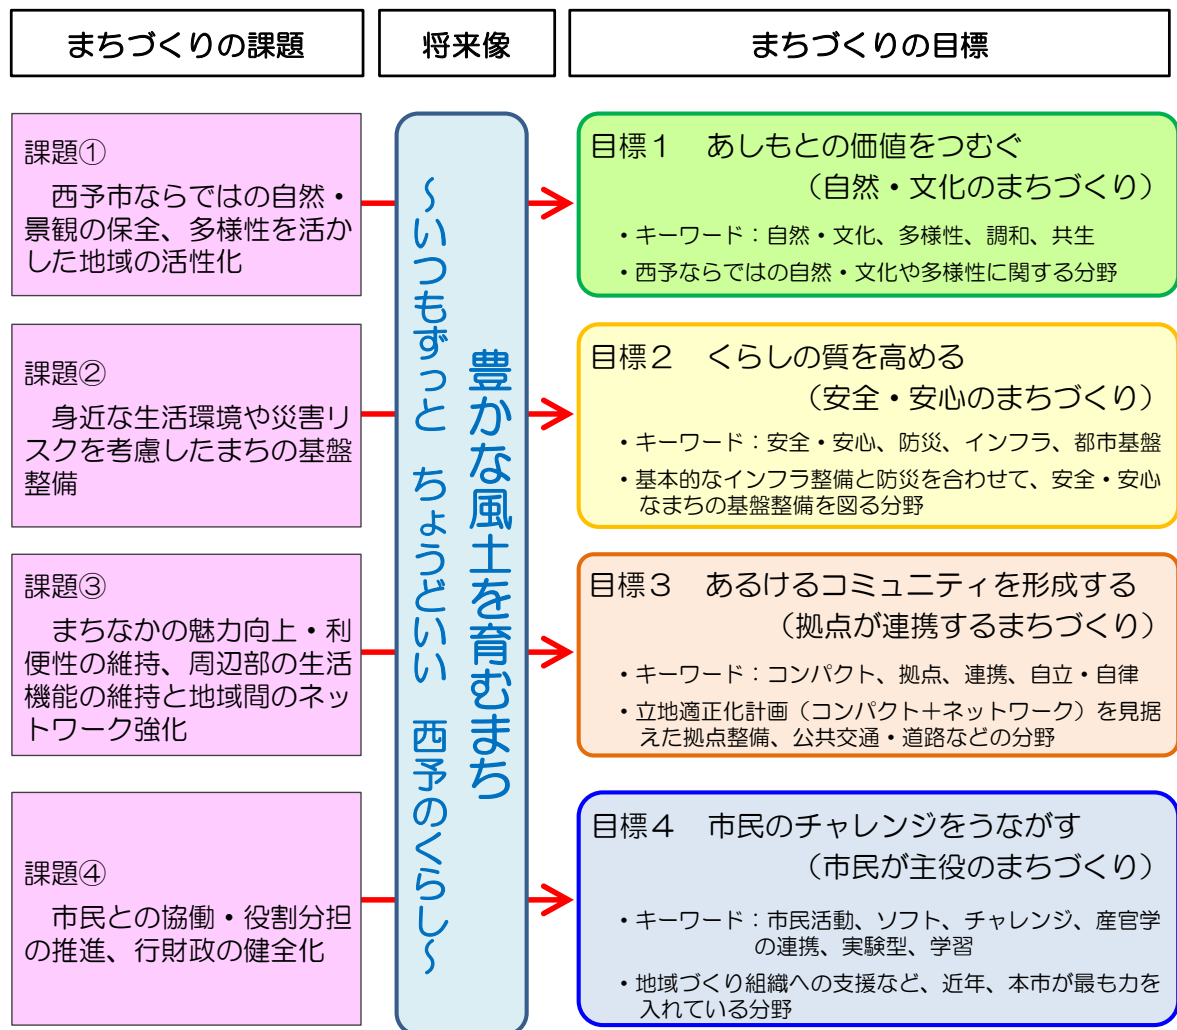 まちづくりの課題
将来像
まちづくりの目標
課題①
西予市ならではの自然・
景観の保全、多様性を活か
した地域の活性化
課題②
身近な生活環境や災害リ
スクを考慮したまちの基盤
整備
課題③
まちなかの魅力向上・利
便性の維持、周辺部の生活
機能の維持と地域間のネッ
トワーク強化
課題④
市民との協働・役割分担
の推進、行財政の健全化
豊かな風土を育むまち
～いつもずっと ちょうどいい 西予のくらし～
目標1 あしもとの価値をつむぐ
（自然・文化のまちづくり）
・キーワード：自然・文化、多様性、調和、共生
・西予ならではの自然・文化や多様性に関する分野
目標2 くらしの質を高める
（安全・安心のまちづくり）
・キーワード：安全・安心、防災、インフラ、都市基盤
・基本的なインフラ整備と防災を合わせて、安全・安心
なまちの基盤整備を図る分野
目標3 あるけるコミュニティを形成する
（拠点が連携するまちづくり）
・キーワード：コンパクト、拠点、連携、自立・自律
・立地適正化計画（コンパクト＋ネットワーク）を見据
えた拠点整備、公共交通・道路などの分野
目標4 市民のチャレンジをうながす
（市民が主役のまちづくり）
・キーワード：市民活動、ソフト、チャレンジ、産官学
の連携、実験型、学習
・地域づくり組織への支援など、近年、本市が最も力を
入れている分野